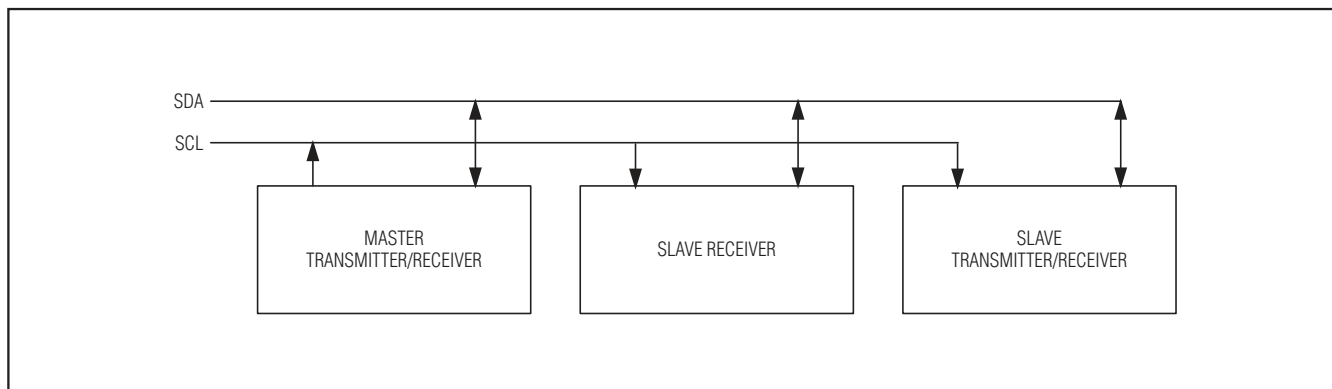 SDA
SCL
MASTER
TRANSMITTER/RECEIVER
SLAVE RECEIVER
SLAVE
TRANSMITTER/RECEIVER